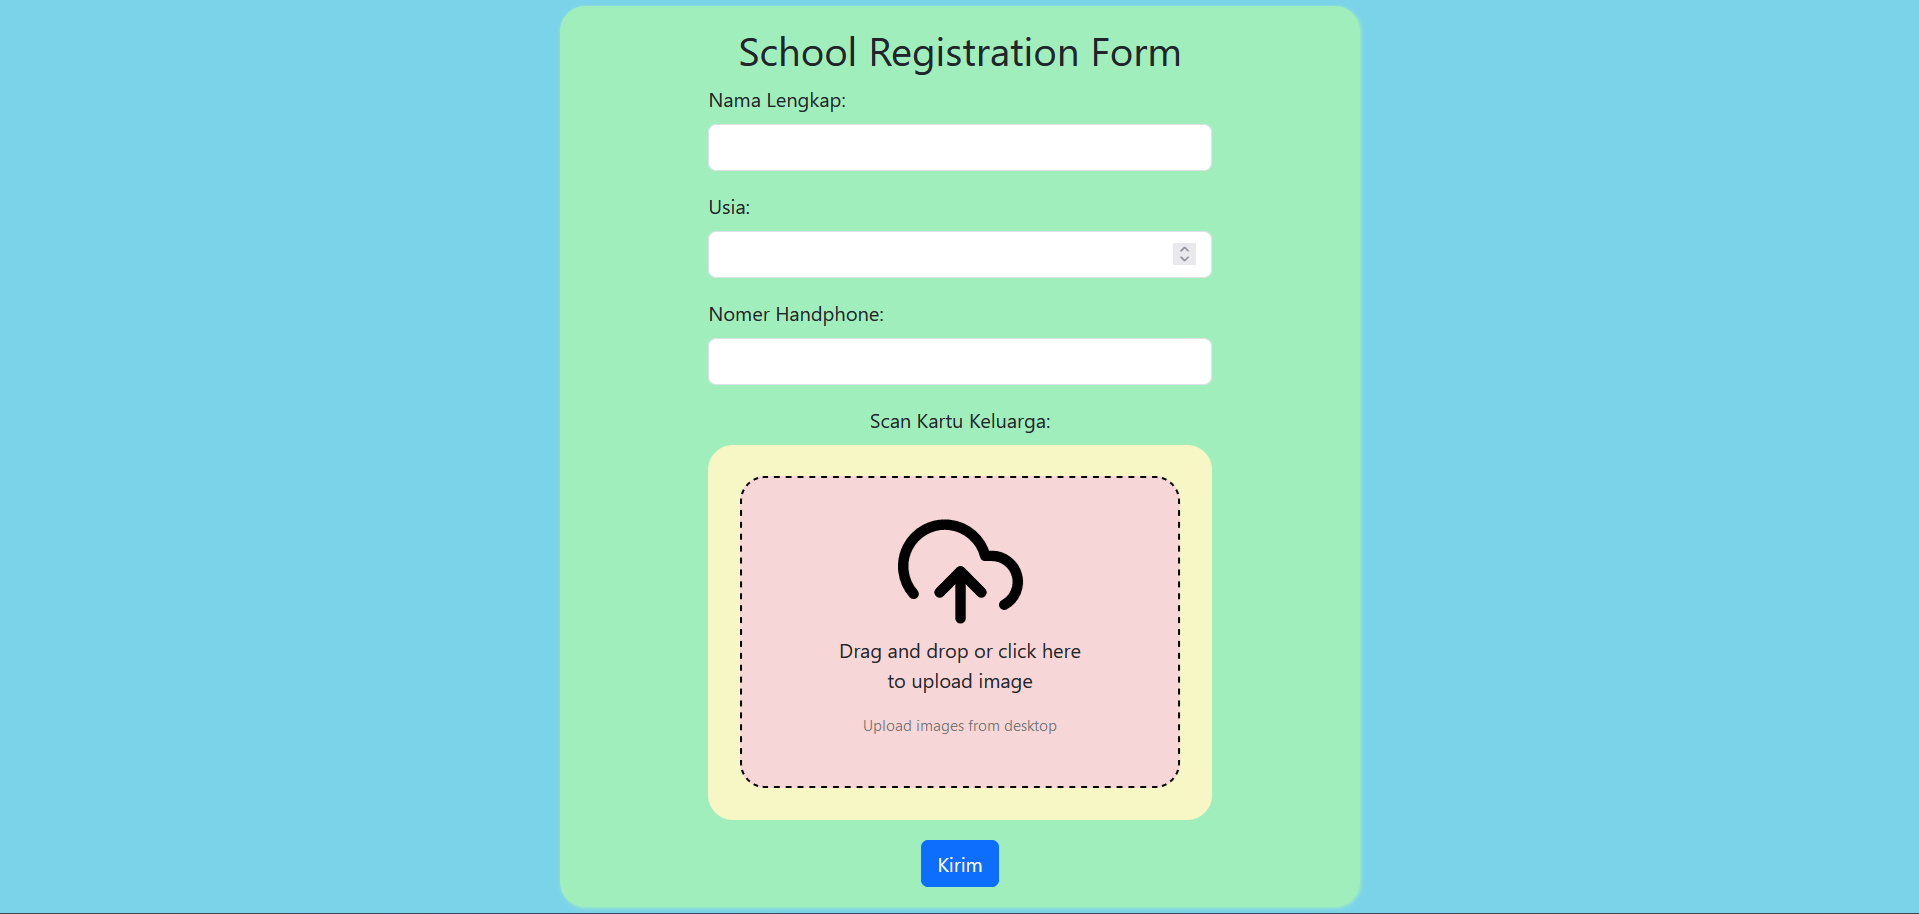 School Registration Form
Nama Lengkap:
Usia:
Nomer Handphone:
Scan Kartu Keluarga:
Drag and drop or click here
to upload image
Upload images from desktop
Kirim